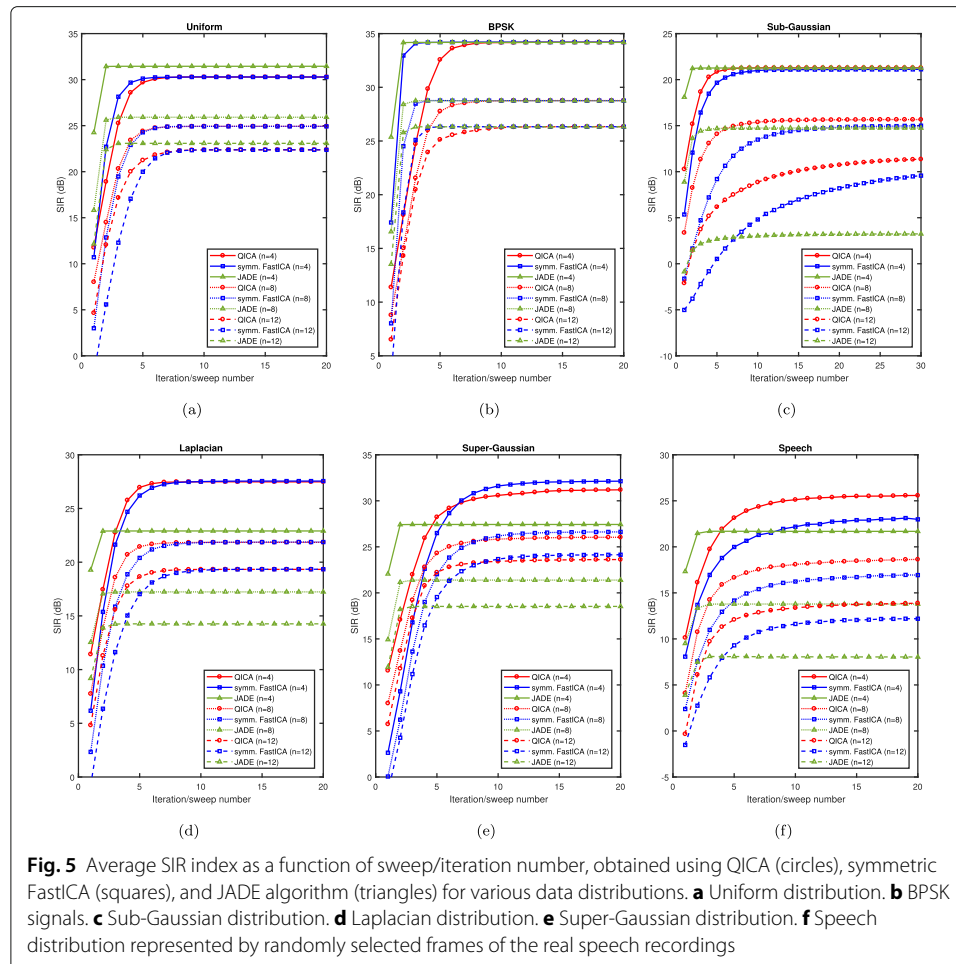 Uniform
35
30
25
20
15
10
5
0
SIR (dB)
0
5
10
15
20
Iteration/sweep number
QICA (n=4)
symm. FastICA (n=4)
JADE (n=4)
QICA (n=8)
symm. FastICA (n=8)
JADE (n=8)
QICA (n=12)
symm. FastICA (n=12)
JADE (n=12)
(a)
BPSK
35
30
25
20
15
10
5
SIR (dB)
0
5
10
15
20
Iteration/sweep number
QICA (n=4)
symm. FastICA (n=4)
JADE (n=4)
QICA (n=8)
symm. FastICA (n=8)
JADE (n=8)
QICA (n=12)
symm. FastICA (n=12)
JADE (n=12)
(b)
Sub-Gaussian
35
30
25
20
15
10
5
0
-5
-10
SIR (dB)
0
5
10
15
20
25
30
Iteration/sweep number
QICA (n=4)
symm. FastICA (n=4)
JADE (n=4)
QICA (n=8)
symm. FastICA (n=8)
JADE (n=8)
QICA (n=12)
symm. FastICA (n=12)
JADE (n=12)
(c)
Laplacian
30
25
20
15
10
5
0
SIR (dB)
0
5
10
15
20
Iteration/sweep number
QICA (n=4)
symm. FastICA (n=4)
JADE (n=4)
QICA (n=8)
symm. FastICA (n=8)
JADE (n=8)
QICA (n=12)
symm. FastICA (n=12)
JADE (n=12)
(d)
Super-Gaussian
35
30
25
20
15
10
5
0
SIR (dB)
0
5
10
15
20
Iteration/sweep number
QICA (n=4)
symm. FastICA (n=4)
JADE (n=4)
QICA (n=8)
symm. FastICA (n=8)
JADE (n=8)
QICA (n=12)
symm. FastICA (n=12)
JADE (n=12)
(e)
Speech
30
25
20
15
10
5
0
-5
SIR (dB)
0
5
10
15
20
Iteration/sweep number
QICA (n=4)
symm. FastICA (n=4)
JADE (n=4)
QICA (n=8)
symm. FastICA (n=8)
JADE (n=8)
QICA (n=12)
symm. FastICA (n=12)
JADE (n=12)
(f)
Fig. 5 Average SIR index as a function of sweep/iteration number, obtained using QICA (circles), symmetric
FastICA (squares), and JADE algorithm (triangles) for various data distributions. a Uniform distribution. b BPSK
signals. c Sub-Gaussian distribution. d Laplacian distribution. e Super-Gaussian distribution. f Speech
distribution represented by randomly selected frames of the real speech recordings